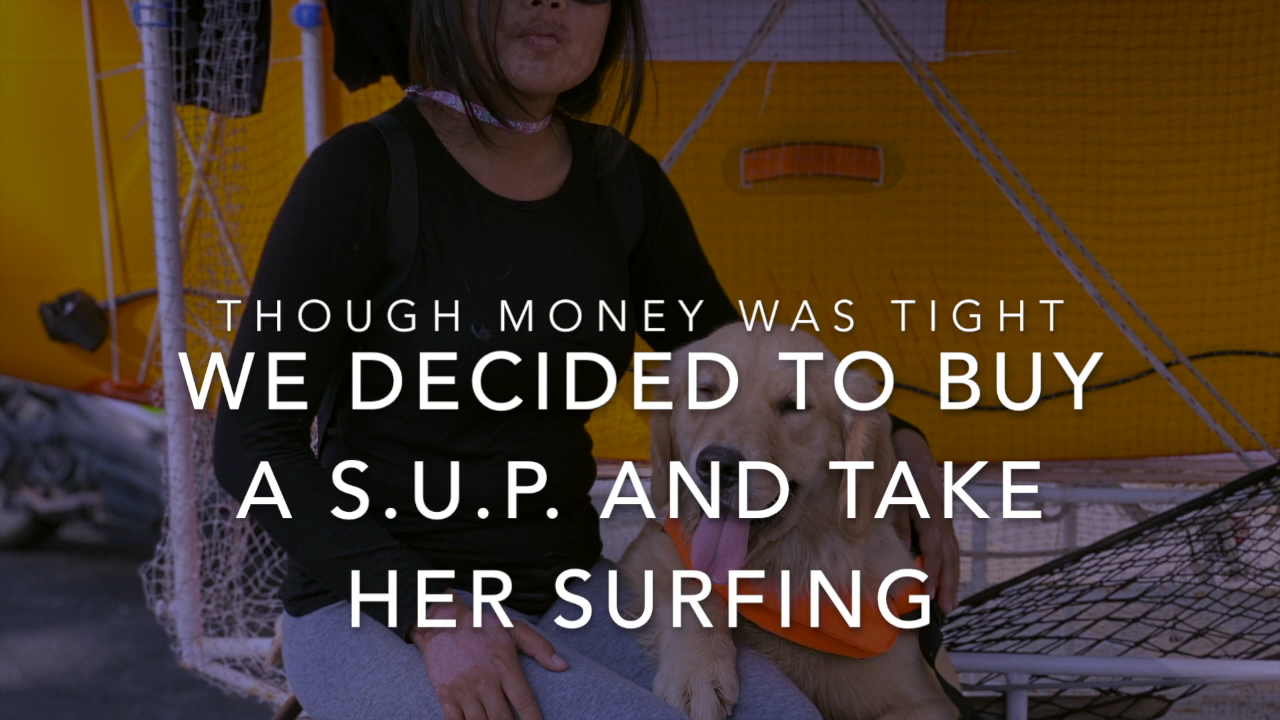 THOUGH MONEY WAS TIGHT
WE DECIDED TO BUY
A S.U.P. AND TAKE
HER SURFING